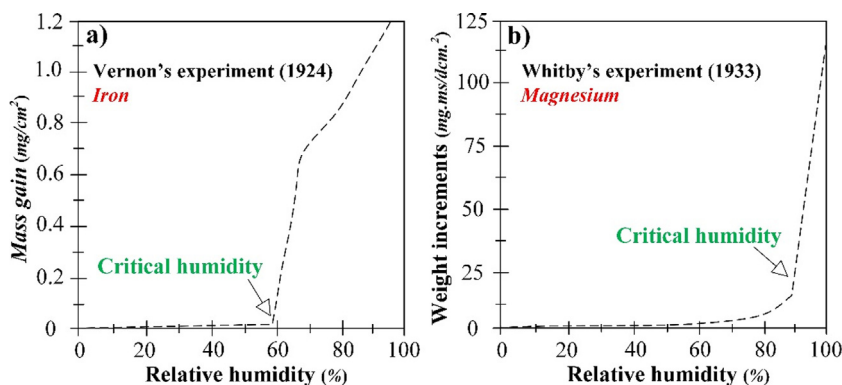 a)
Vernon's experiment (1924)
Iron
Critical humidity
Mass gain (mg/cm²)
1.2
1.0
0.8
0.6
0.4
0.2
0
0 20 40 60 80 100
Relative humidity (%)
b)
Whitby's experiment (1933)
Magnesium
Critical humidity
Weight increments (mg.ms/dcm.²)
125
100
75
50
25
0
0 20 40 60 80 100
Relative humidity (%)